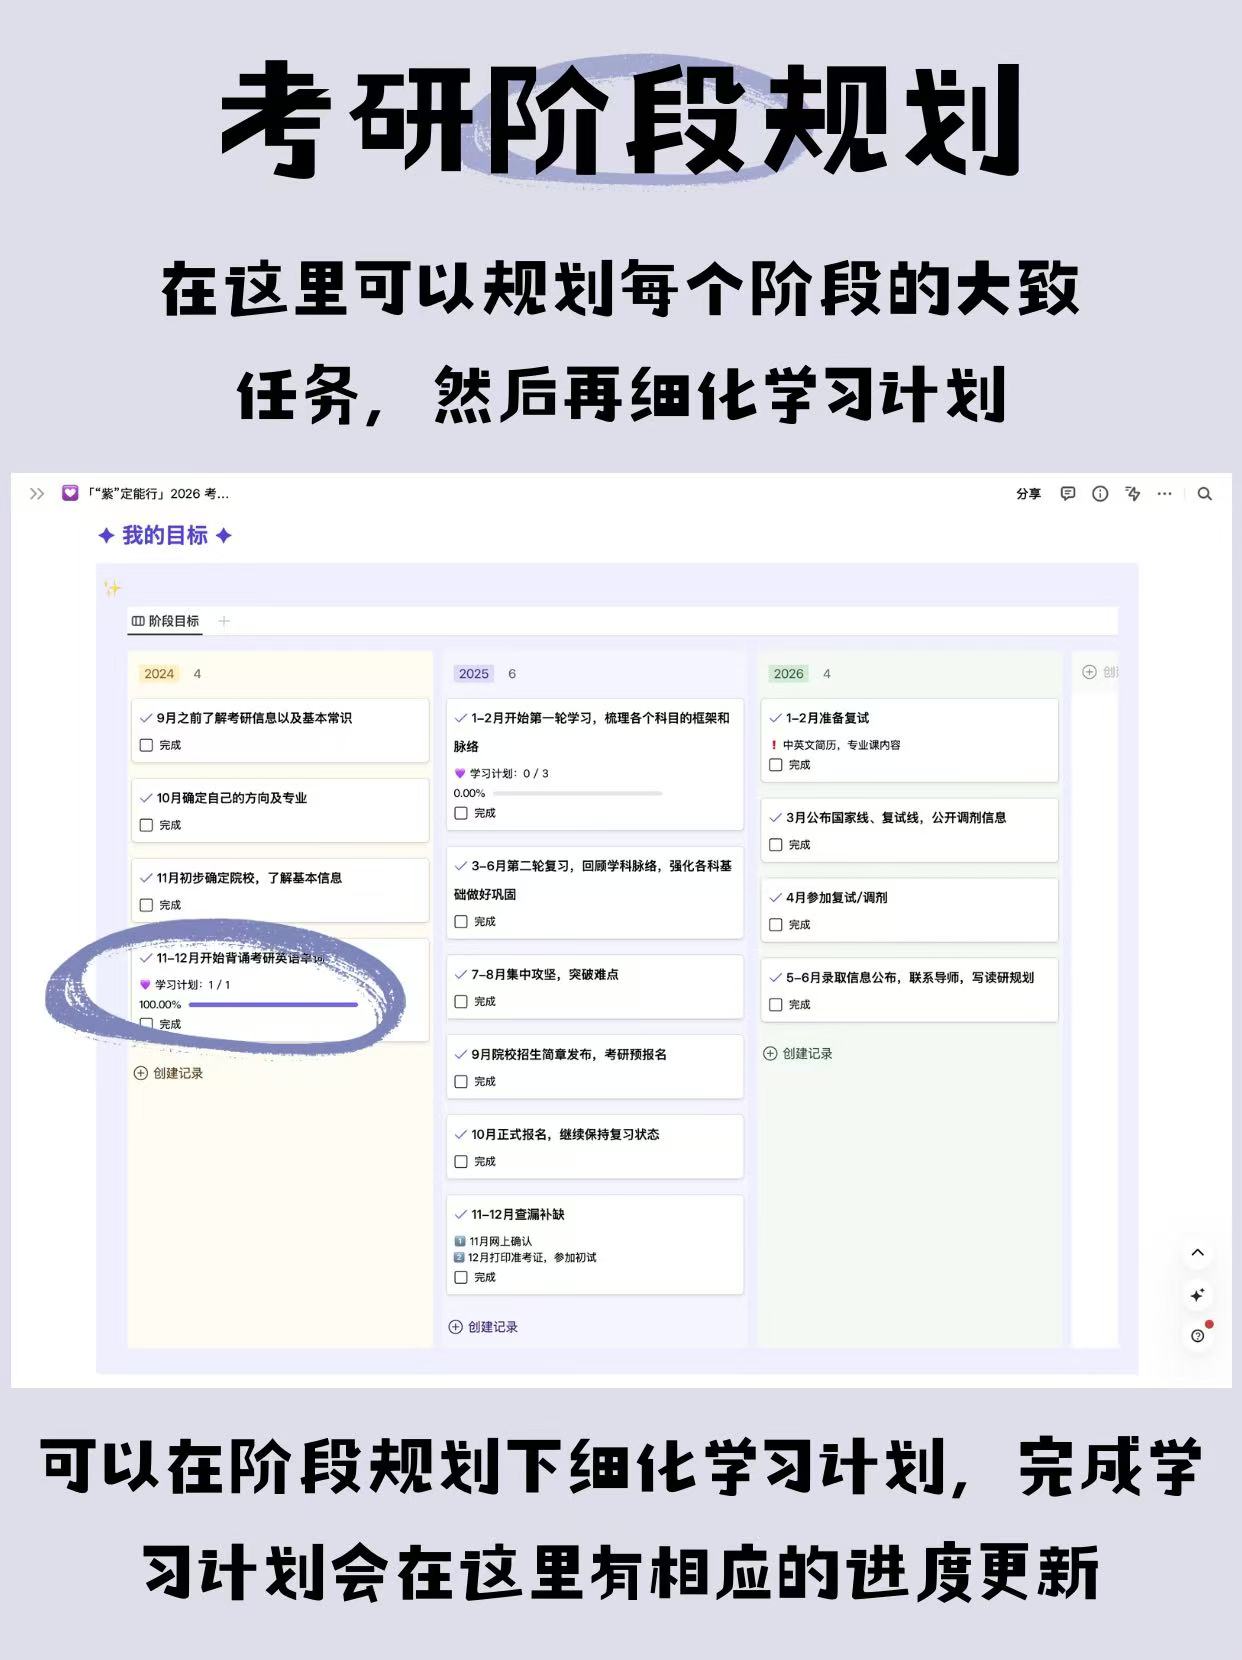 考研阶段规划
在这里可以规划每个阶段的大致
任务，然后再细化学习计划
「“紫”定能行」2026 考...
分享
我的目标
阶段目标
2024 4
9月之前了解考研信息以及基本常识
完成
10月确定自己的方向及专业
完成
11月初步确定院校，了解基本信息
完成
11-12月开始背诵考研英语单词
学习计划：1 / 1
100.00%
完成
创建记录
2025 6
1-2月开始第一轮学习，梳理各个科目的框架和
脉络
学习计划：0 / 3
0.00%
完成
3-6月第二轮复习，回顾学科脉络，强化各科基
础做好巩固
完成
7-8月集中攻坚，突破难点
完成
9月院校招生简章发布，考研预报名
完成
10月正式报名，继续保持复习状态
完成
11-12月查漏补缺
1 11月网上确认
2 12月打印准考证，参加初试
完成
创建记录
2026 4
1-2月准备复试
中英文简历，专业课内容
完成
3月公布国家线、复试线，公开调剂信息
完成
4月参加复试/调剂
完成
5-6月录取信息公布，联系导师，写读研规划
完成
创建记录
创
可以在阶段规划下细化学习计划，完成学
习计划会在这里有相应的进度更新